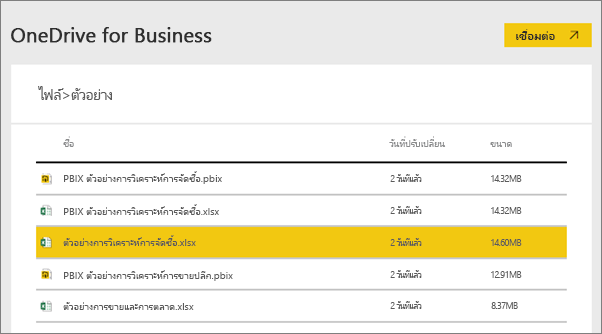 OneDrive for Business
เชื่อมต่อ
ไฟล์>ตัวอย่าง
ชื่อ วันที่ปรับเปลี่ยน ขนาด
PBIX ตัวอย่างการวิเคราะห์การจัดซื้อ.pbix 2 วันที่แล้ว 14.32MB
PBIX ตัวอย่างการวิเคราะห์การจัดซื้อ.xlsx 2 วันที่แล้ว 14.32MB
ตัวอย่างการวิเคราะห์การจัดซื้อ.xlsx 2 วันที่แล้ว 14.60MB
PBIX ตัวอย่างการวิเคราะห์การขายปลีก.pbix 2 วันที่แล้ว 12.91MB
ตัวอย่างการขายและการตลาด.xlsx 2 วันที่แล้ว 8.37MB